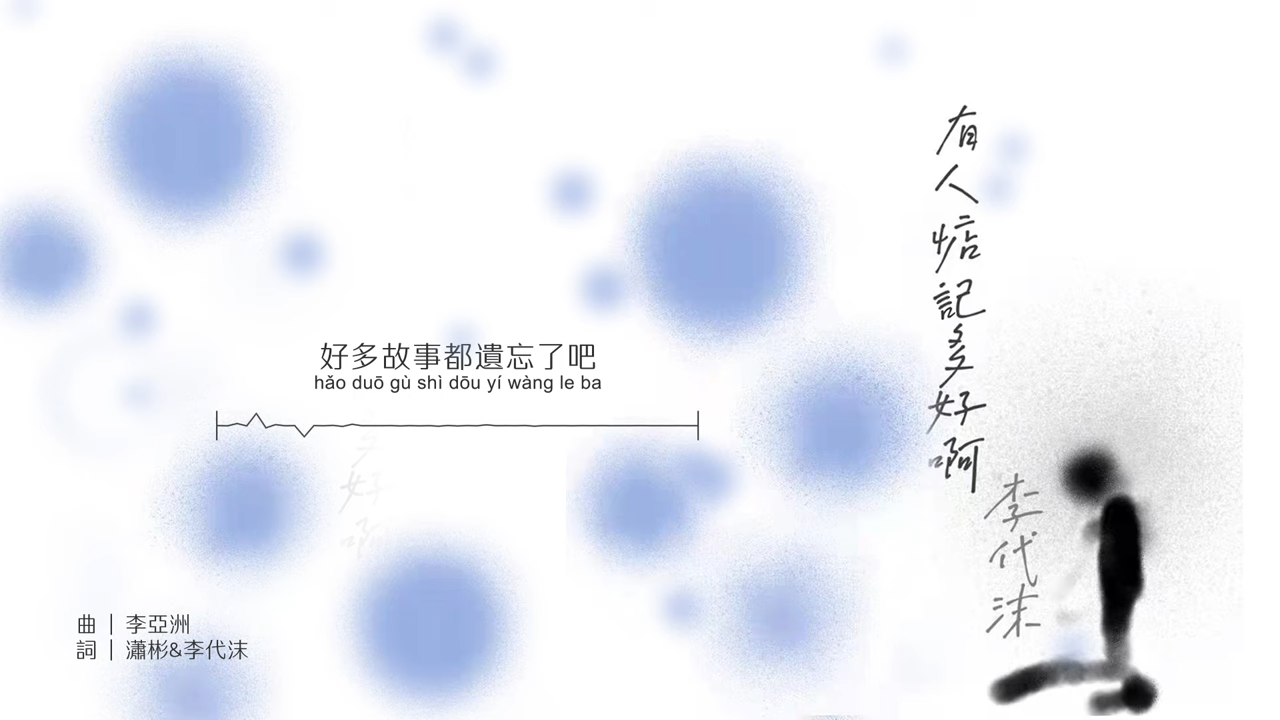 有人惦記多好啊
李代沫
好多故事都遺忘了吧
hǎo duō gù shì dōu yí wàng le ba
好
啊
曲 | 李亞洲
詞 | 瀟彬&李代沫